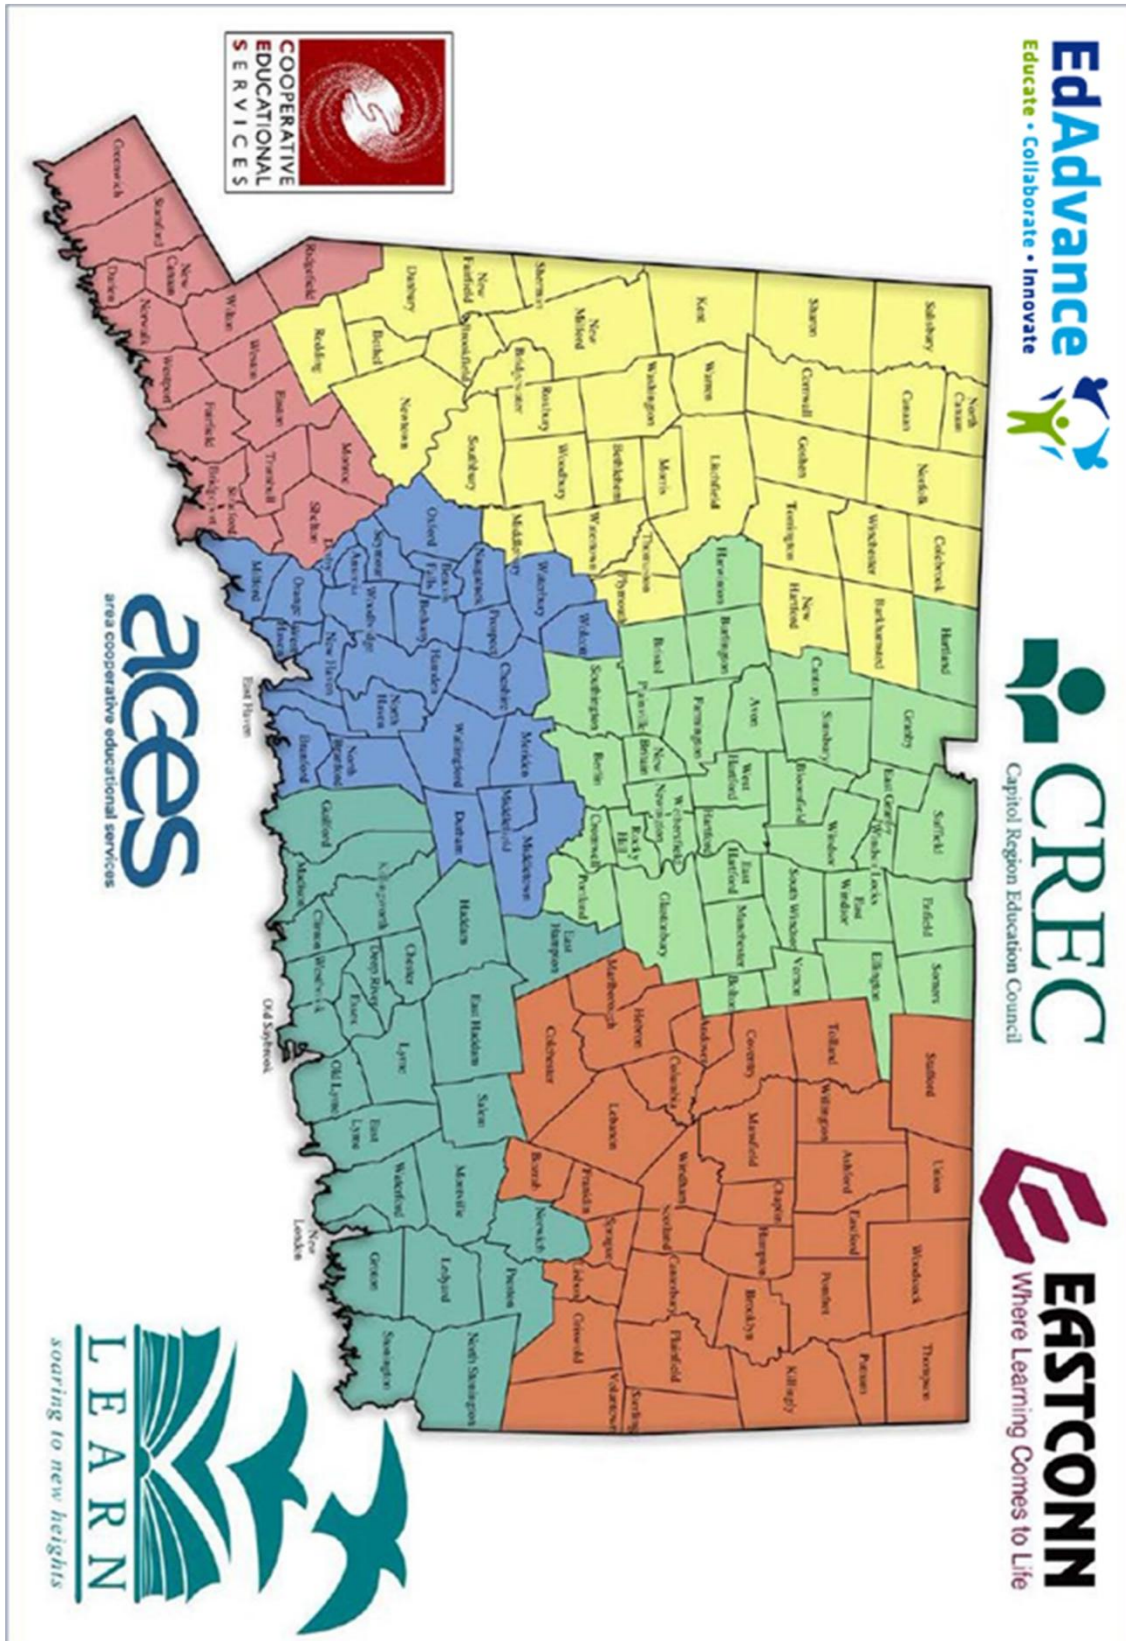 EdAdvance
Educate • Collaborate • Innovate
CREC
Capitol Region Education Council
EASTCONN
Where Learning Comes to Life
COOPERATIVE
EDUCATIONAL
SERVICES
aces
area cooperative educational services
LEARN
soaring to new heights
Salisbury
North
Canaan
Canaan
Norfolk
Colebrook
Hartland
Granby
Suffield
Enfield
Somers
Stafford
Union
Woodstock
Thompson
Sharon
Cornwall
Goshen
Torrington
Winchester
Barkhamsted
New
Hartford
Canton
Simsbury
East Granby
Windsor Locks
Bloomfield
Windsor
East
Windsor
South Windsor
Ellington
Vernon
Tolland
Willington
Ashford
Eastford
Pomfret
Putnam
Killingly
Kent
Warren
Litchfield
Harwinton
Burlington
Avon
West
Hartford
Hartford
East
Hartford
Manchester
Bolton
Coventry
Andover
Mansfield
Chaplin
Hampton
Brooklyn
Sherman
New
Milford
Washington
Morris
Bethlehem
Thomaston
Plymouth
Bristol
Farmington
Plainville
New
Britain
Newington
Wethersfield
Rocky
Hill
Glastonbury
Marlborough
Hebron
Columbia
Lebanon
Windham
Scotland
Canterbury
Plainfield
Sterling
New
Fairfield
Brookfield
Bridgewater
Roxbury
Woodbury
Watertown
Middlebury
Waterbury
Wolcott
Southington
Berlin
Cromwell
Portland
East
Hampton
Colchester
Bozrah
Franklin
Sprague
Lisbon
Griswold
Voluntown
Danbury
Bethel
Newtown
Southbury
Oxford
Naugatuck
Beacon
Falls
Prospect
Cheshire
Meriden
Middlefield
Middletown
Haddam
East Haddam
Salem
Montville
Norwich
Preston
North Stonington
Ridgefield
Redding
Monroe
Shelton
Derby
Seymour
Ansonia
Woodbridge
Bethany
Hamden
North
Haven
Wallingford
Durham
Killingworth
Chester
Deep River
Essex
Lyme
East
Lyme
Waterford
Ledyard
Groton
Stonington
Wilton
Weston
Easton
Trumbull
Stratford
Bridgeport
Fairfield
Westport
Norwalk
New
Canaan
Darien
Stamford
Greenwich
Milford
Orange
West
Haven
New Haven
East Haven
Branford
North
Branford
Guilford
Madison
Clinton
Westbrook
Old Saybrook
Old Lyme
New
London